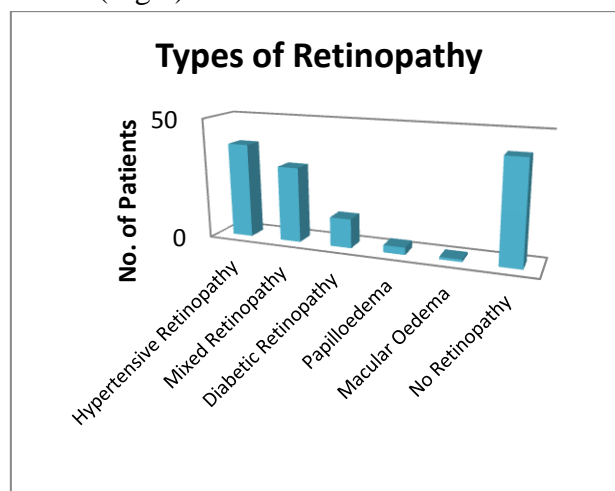 Types of Retinopathy
No. of Patients
50
0
Hypertensive Retinopathy
Mixed Retinopathy
Diabetic Retinopathy
Papilloedema
Macular Oedema
No Retinopathy